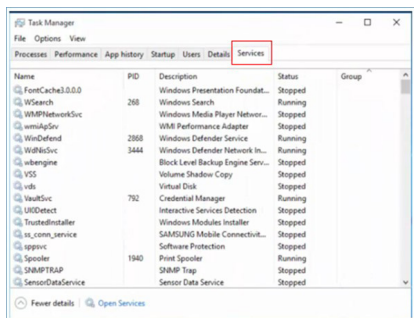 Task Manager
File Options View
Processes Performance App history Startup Users Details Services
Name PID Description Status Group
FontCache3.0.0.0 Windows Presentation Foundat... Stopped
WSearch 268 Windows Search Running
WMPNetworkSvc Windows Media Player Networ... Stopped
wmiApSrv WMI Performance Adapter Stopped
WinDefend 2868 Windows Defender Service Running
WdNisSvc 3444 Windows Defender Network In... Running
wbengine Block Level Backup Engine Serv... Stopped
VSS Volume Shadow Copy Stopped
vds Virtual Disk Stopped
VaultSvc 792 Credential Manager Running
UI0Detect Interactive Services Detection Stopped
TrustedInstaller Windows Modules Installer Stopped
ss_conn_service SAMSUNG Mobile Connectivit... Stopped
sppsvc Software Protection Stopped
Spooler 1940 Print Spooler Running
SNMPTRAP SNMP Trap Stopped
SensorDataService Sensor Data Service Stopped
Fewer details Open Services